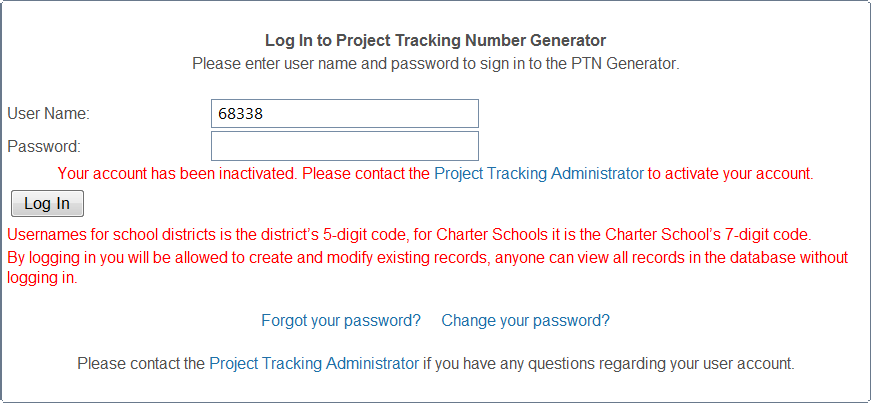 Log In to Project Tracking Number Generator
Please enter user name and password to sign in to the PTN Generator.
User Name: 68338
Password:
Your account has been inactivated. Please contact the Project Tracking Administrator to activate your account.
Log In
Usernames for school districts is the district's 5-digit code, for Charter Schools it is the Charter School's 7-digit code.
By logging in you will be allowed to create and modify existing records, anyone can view all records in the database without
logging in.
Forgot your password? Change your password?
Please contact the Project Tracking Administrator if you have any questions regarding your user account.